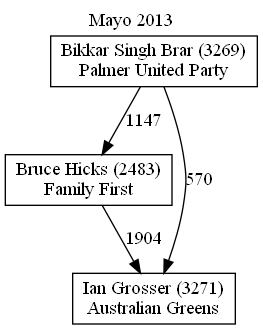 Mayo 2013
Bikkar Singh Brar (3269)
Palmer United Party
1147
Bruce Hicks (2483)
Family First
570
1904
Ian Grosser (3271)
Australian Greens